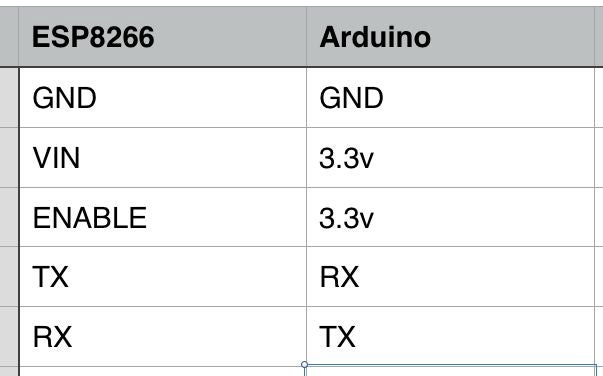 ESP8266 Arduino
GND GND
VIN 3.3v
ENABLE 3.3v
TX RX
RX TX